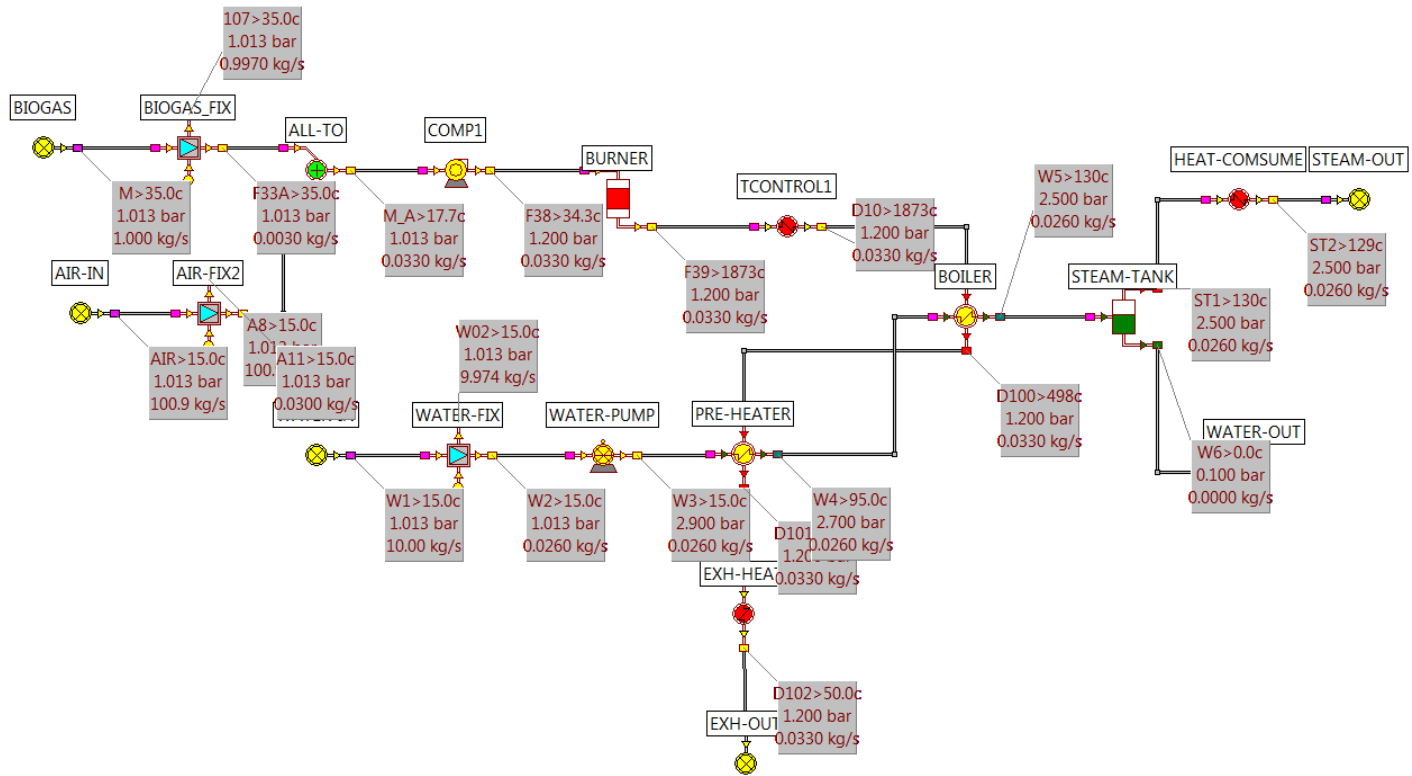 107>35.0c
1.013 bar
0.9970 kg/s
BIOGAS
BIOGAS_FIX
ALL-TO
COMP1
BURNER
TCONTROL1
HEAT-COMSUME
STEAM-OUT
M>35.0c
1.013 bar
1.000 kg/s
F33A>35.0c
1.013 bar
0.0030 kg/s
M_A>17.7c
1.013 bar
0.0330 kg/s
F38>34.3c
1.200 bar
0.0330 kg/s
F39>1873c
1.200 bar
0.0330 kg/s
D10>1873c
1.200 bar
0.0330 kg/s
W5>130c
2.500 bar
0.0260 kg/s
ST2>129c
2.500 bar
0.0260 kg/s
AIR-IN
AIR-FIX2
BOILER
STEAM-TANK
ST1>130c
2.500 bar
0.0260 kg/s
AIR>15.0c
1.013 bar
100.9 kg/s
A8>15.0c
1.01
100.
A11>15.0c
1.013 bar
0.0300 kg/s
W02>15.0c
1.013 bar
9.974 kg/s
D100>498c
1.200 bar
0.0330 kg/s
WATER-FIX
WATER-PUMP
PRE-HEATER
WATER-OUT
W6>0.0c
0.100 bar
0.0000 kg/s
W1>15.0c
1.013 bar
10.00 kg/s
W2>15.0c
1.013 bar
0.0260 kg/s
W3>15.0c
2.900 bar
0.0260 kg/s
W4>95.0c
2.700 bar
0.0260 kg/s
D101
1.200
0.0330 kg/s
EXH-HEA
D102>50.0c
1.200 bar
0.0330 kg/s
EXH-OUT